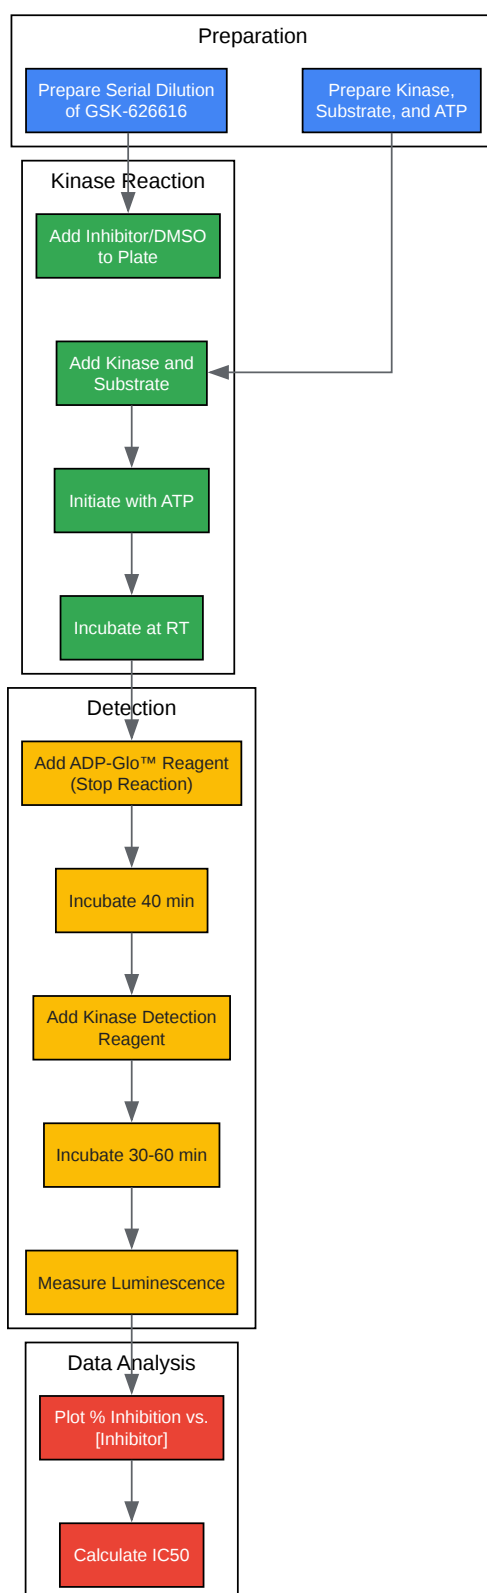 Preparation
Prepare Serial Dilution
of GSK-626616
Prepare Kinase,
Substrate, and ATP
Kinase Reaction
Add Inhibitor/DMSO
to Plate
Add Kinase and
Substrate
Initiate with ATP
Incubate at RT
Detection
Add ADP-Glo™ Reagent
(Stop Reaction)
Incubate 40 min
Add Kinase Detection
Reagent
Incubate 30-60 min
Measure Luminescence
Data Analysis
Plot % Inhibition vs.
[Inhibitor]
Calculate IC50